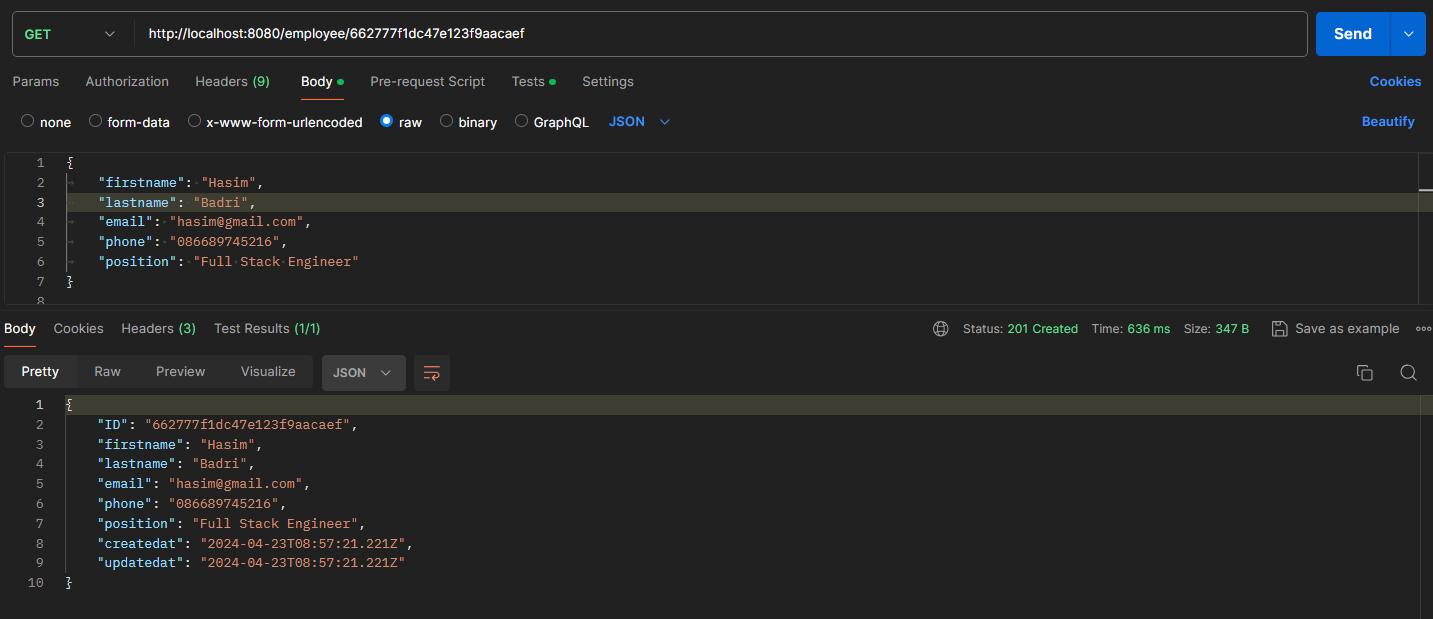 GET http://localhost:8080/employee/662777f1dc47e123f9aacaef Send
Params Authorization Headers (9) Body Pre-request Script Tests Settings Cookies
none form-data x-www-form-urlencoded raw binary GraphQL JSON Beautify
1 {
2 "firstname": "Hasim",
3 "lastname": "Badri",
4 "email": "hasim@gmail.com",
5 "phone": "086689745216",
6 "position": "Full Stack Engineer"
7 }
8
Body Cookies Headers (3) Test Results (1/1) Status: 201 Created Time: 636 ms Size: 347 B Save as example
Pretty Raw Preview Visualize JSON
1 {
2 "ID": "662777f1dc47e123f9aacaef",
3 "firstname": "Hasim",
4 "lastname": "Badri",
5 "email": "hasim@gmail.com",
6 "phone": "086689745216",
7 "position": "Full Stack Engineer",
8 "createdat": "2024-04-23T08:57:21.221Z",
9 "updatedat": "2024-04-23T08:57:21.221Z"
10 }